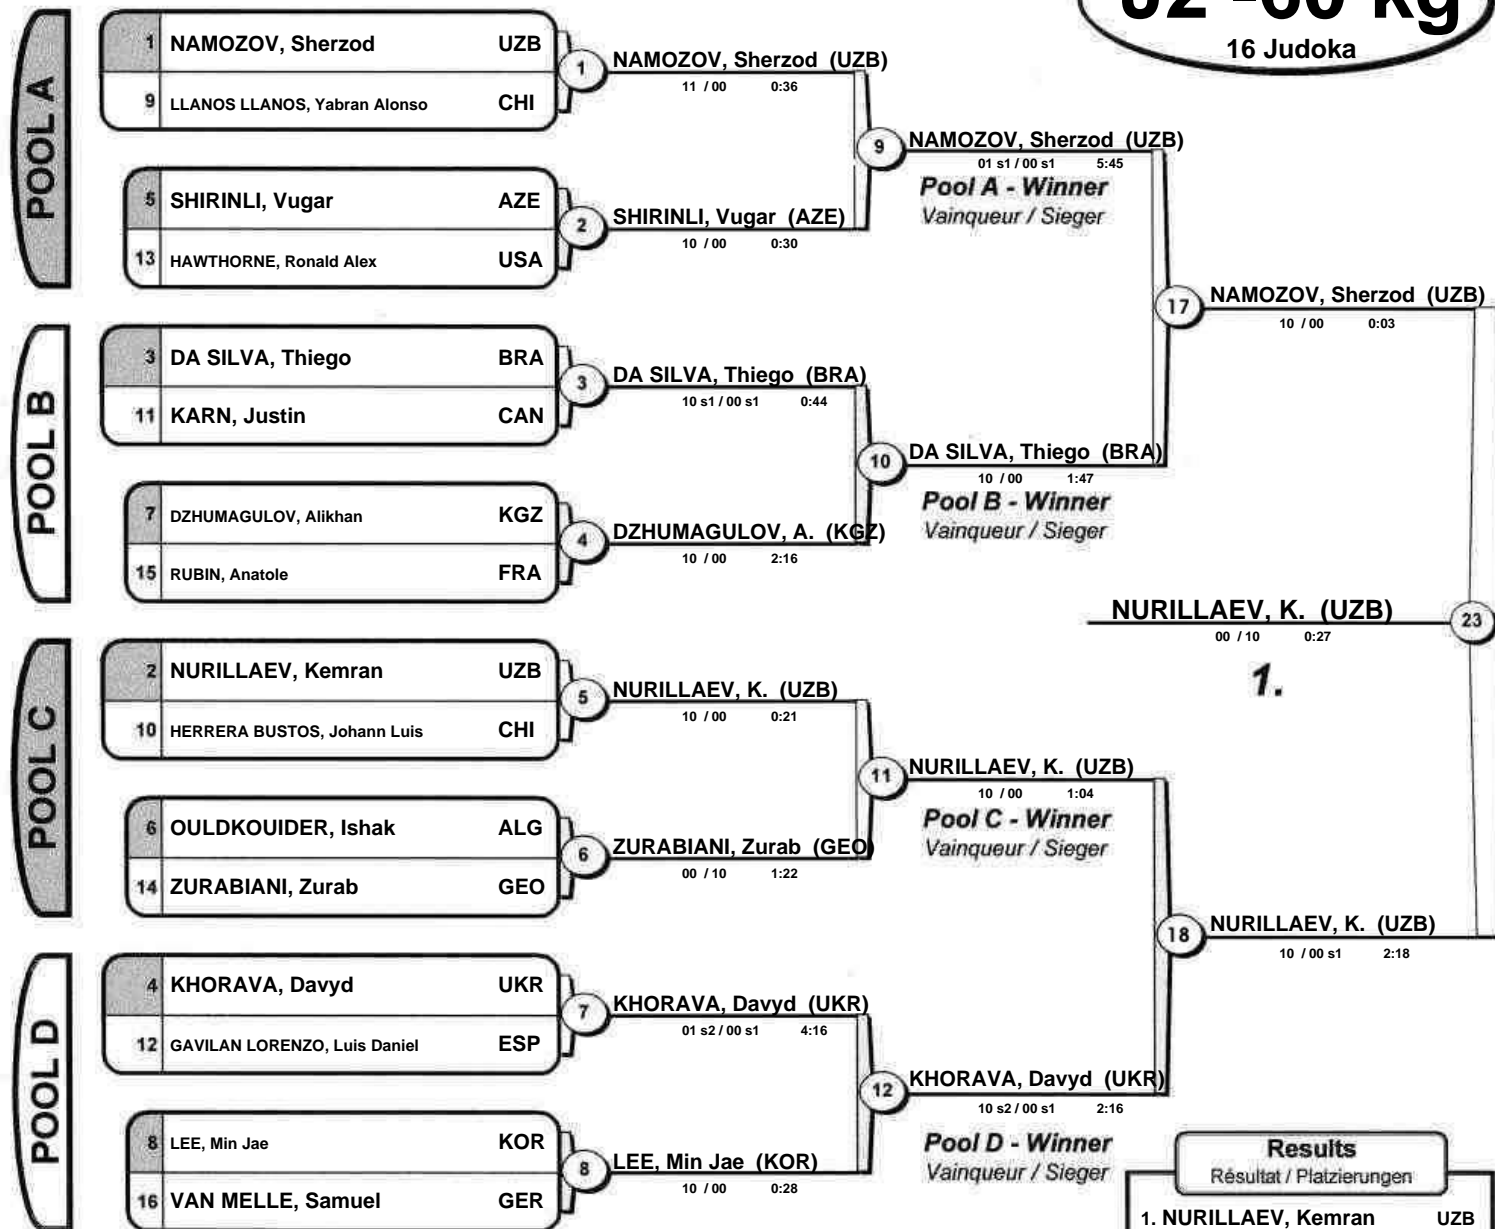 J2 -60 kg
16 Judoka
POOL A
1 NAMOZOV, Sherzod UZB
9 LLANOS LLANOS, Yabran Alonso CHI
1
NAMOZOV, Sherzod (UZB)
11 / 00 0:36
5 SHIRINLI, Vugar AZE
13 HAWTHORNE, Ronald Alex USA
2
SHIRINLI, Vugar (AZE)
10 / 00 0:30
9
NAMOZOV, Sherzod (UZB)
01 s1 / 00 s1 5:45
Pool A - Winner
Vainqueur / Sieger
POOL B
3 DA SILVA, Thiego BRA
11 KARN, Justin CAN
3
DA SILVA, Thiego (BRA)
10 s1 / 00 s1 0:44
7 DZHUMAGULOV, Alikhan KGZ
15 RUBIN, Anatole FRA
4
DZHUMAGULOV, A. (KGZ)
10 / 00 2:16
10
DA SILVA, Thiego (BRA)
10 / 00 1:47
Pool B - Winner
Vainqueur / Sieger
17
NAMOZOV, Sherzod (UZB)
10 / 00 0:03
NURILLAEV, K. (UZB)
00 / 10 0:27
23
1.
POOL C
2 NURILLAEV, Kemran UZB
10 HERRERA BUSTOS, Johann Luis CHI
5
NURILLAEV, K. (UZB)
10 / 00 0:21
6 OULDKOUIDER, Ishak ALG
14 ZURABIANI, Zurab GEO
6
ZURABIANI, Zurab (GEO)
00 / 10 1:22
11
NURILLAEV, K. (UZB)
10 / 00 1:04
Pool C - Winner
Vainqueur / Sieger
18
NURILLAEV, K. (UZB)
10 / 00 s1 2:18
POOL D
4 KHORAVA, Davyd UKR
12 GAVILAN LORENZO, Luis Daniel ESP
7
KHORAVA, Davyd (UKR)
01 s2 / 00 s1 4:16
8 LEE, Min Jae KOR
16 VAN MELLE, Samuel GER
8
LEE, Min Jae (KOR)
10 / 00 0:28
12
KHORAVA, Davyd (UKR)
10 s2 / 00 s1 2:16
Pool D - Winner
Vainqueur / Sieger
Results
Résultat / Platzierungen
1. NURILLAEV, Kemran UZB